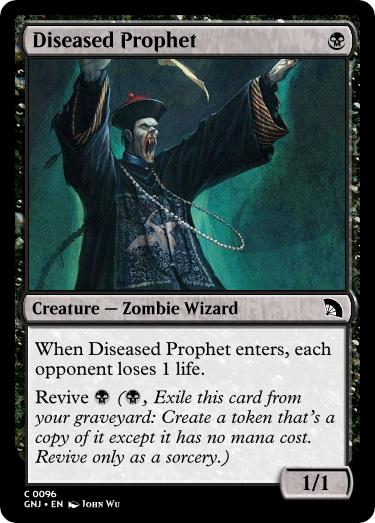 Diseased Prophet
Creature — Zombie Wizard
When Diseased Prophet enters, each
opponent loses 1 life.
Revive (, Exile this card from
your graveyard: Create a token that's a
copy of it except it has no mana cost.
Revive only as a sorcery.)
1/1
C 0096
GNJ • EN JOHN WU